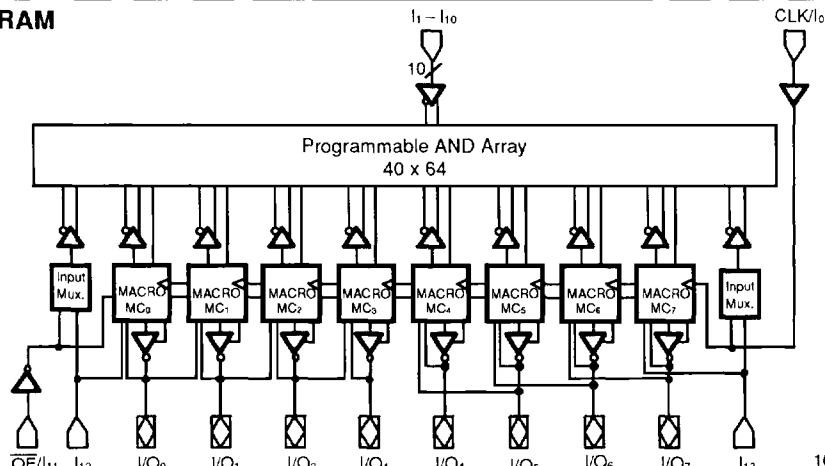 RAM
I₁ – I₁₀
CLK/I₀
10
Programmable AND Array
40 x 64
Input Mux.
MACRO MC₀
MACRO MC₁
MACRO MC₂
MACRO MC₃
MACRO MC₄
MACRO MC₅
MACRO MC₆
MACRO MC₇
Input Mux.
OE/I₁₁ I₁₂ I/O₀ I/O₁ I/O₂ I/O₄ I/O₅ I/O₆ I/O₇ I₁₃